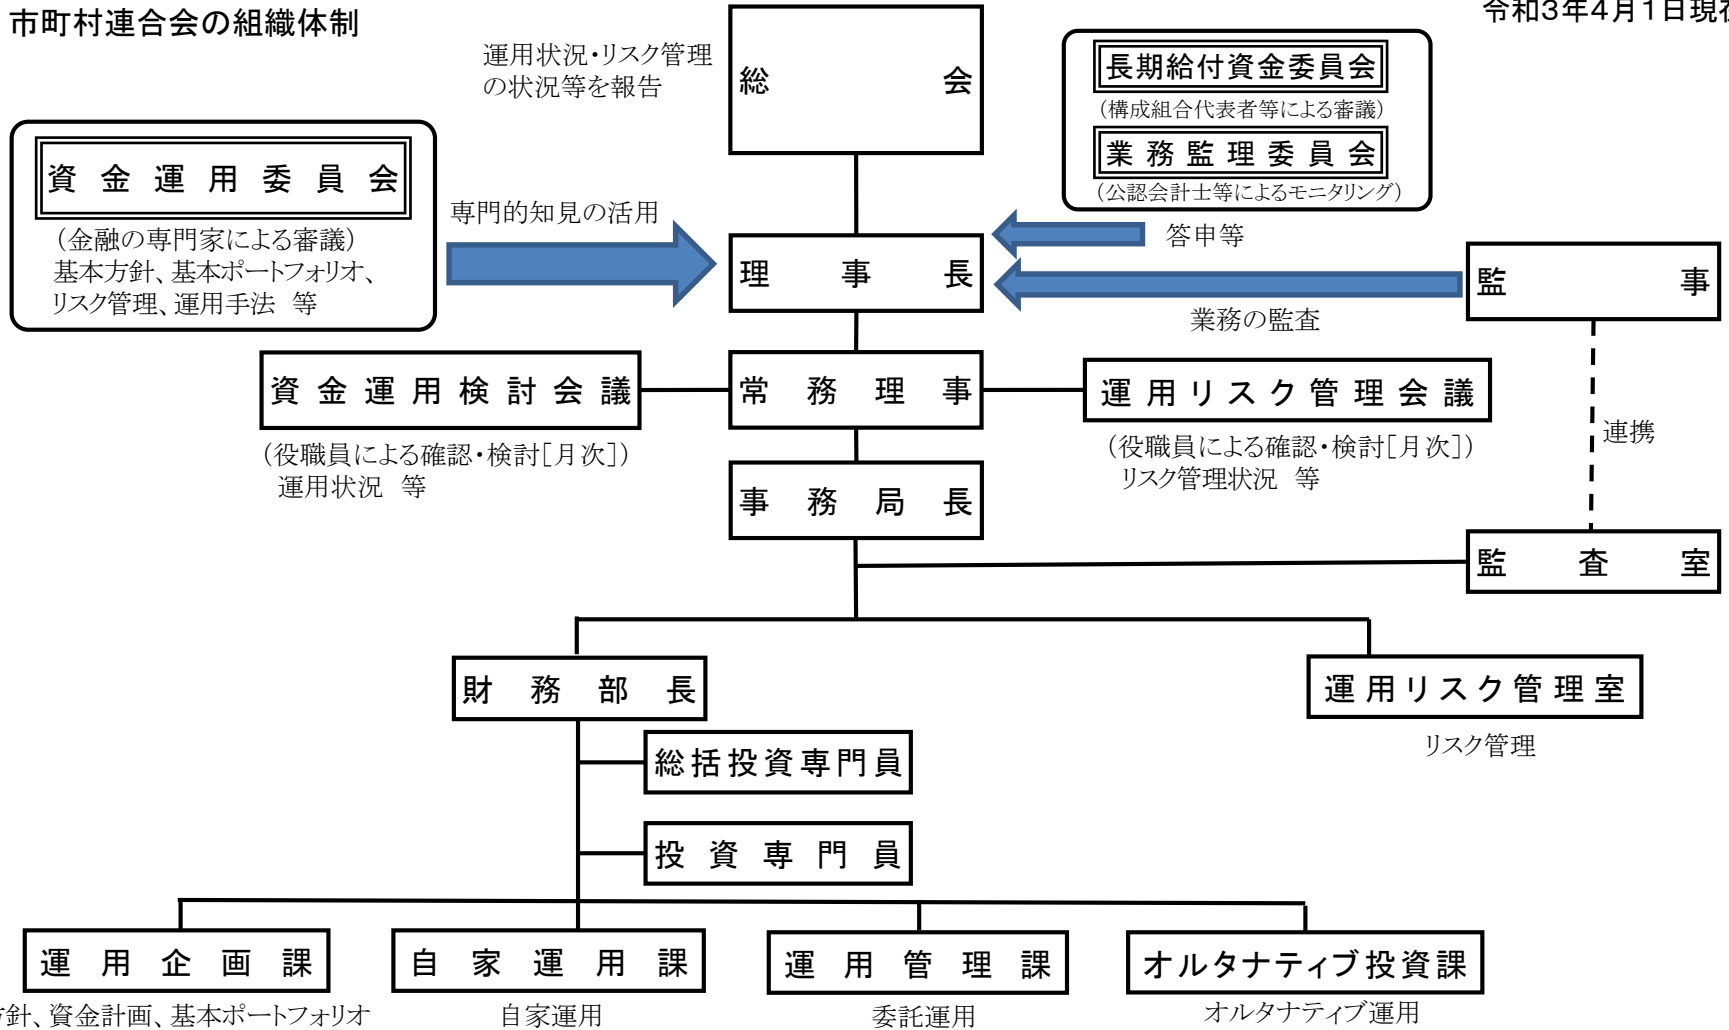 市町村連合会の組織体制
令和3年4月1日現在
運用状況・リスク管理
の状況等を報告
総会
長期給付資金委員会
（構成組合代表者等による審議）
業務監理委員会
（公認会計士等によるモニタリング）
資金運用委員会
（金融の専門家による審議）
基本方針、基本ポートフォリオ、
リスク管理、運用手法 等
専門的知見の活用
答申等
理事長
監事
業務の監査
資金運用検討会議
常務理事
運用リスク管理会議
（役職員による確認・検討［月次］）
運用状況 等
（役職員による確認・検討［月次］）
リスク管理状況 等
連携
事務局長
監査室
財務部長
運用リスク管理室
リスク管理
総括投資専門員
投資専門員
運用企画課
自家運用課
運用管理課
オルタナティブ投資課
方針、資金計画、基本ポートフォリオ
自家運用
委託運用
オルタナティブ運用